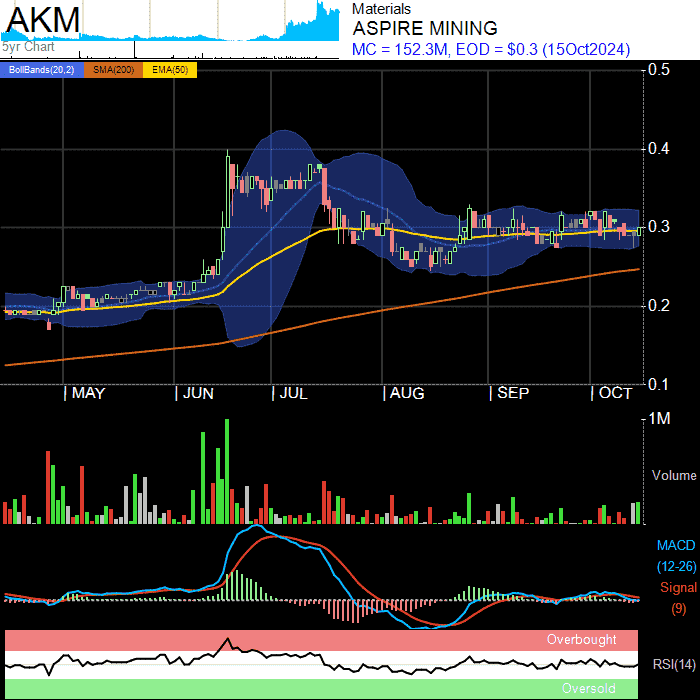 AKM
5yr Chart
Materials
ASPIRE MINING
MC = 152.3M, EOD = $0.3 (15Oct2024)
BollBands(20,2) SMA(200) EMA(50)
0.5
0.4
0.3
0.2
0.1
| MAY | JUN | JUL | AUG | SEP | OCT
1M
Volume
MACD
(12-26)
Signal
(9)
Overbought
RSI(14)
Oversold